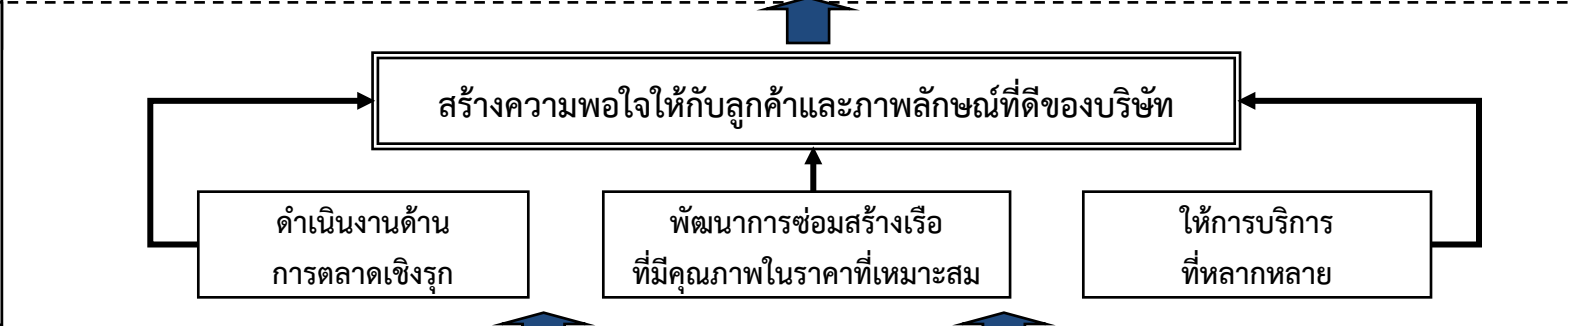 สร้างความพอใจให้กับลูกค้าและภาพลักษณ์ที่ดีของบริษัท
ดำเนินงานด้าน
การตลาดเชิงรุก
พัฒนาการซ่อมสร้างเรือ
ที่มีคุณภาพในราคาที่เหมาะสม
ให้การบริการ
ที่หลากหลาย